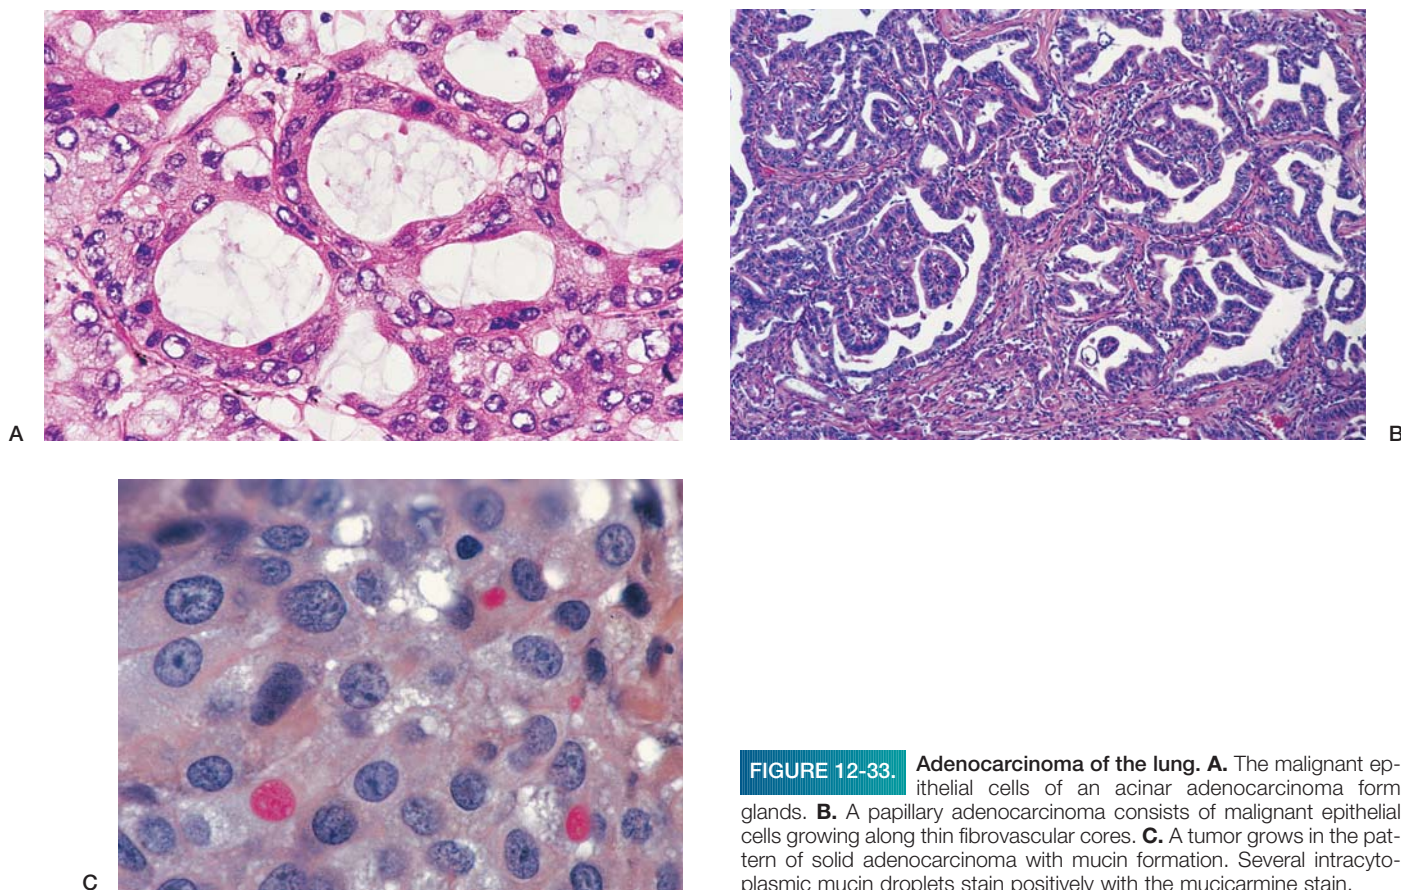 A
B
C
FIGURE 12-33. Adenocarcinoma of the lung. A. The malignant ep-
ithelial cells of an acinar adenocarcinoma form
glands. B. A papillary adenocarcinoma consists of malignant epithelial
cells growing along thin fibrovascular cores. C. A tumor grows in the pat-
tern of solid adenocarcinoma with mucin formation. Several intracyto-
plasmic mucin droplets stain positively with the mucicarmine stain.